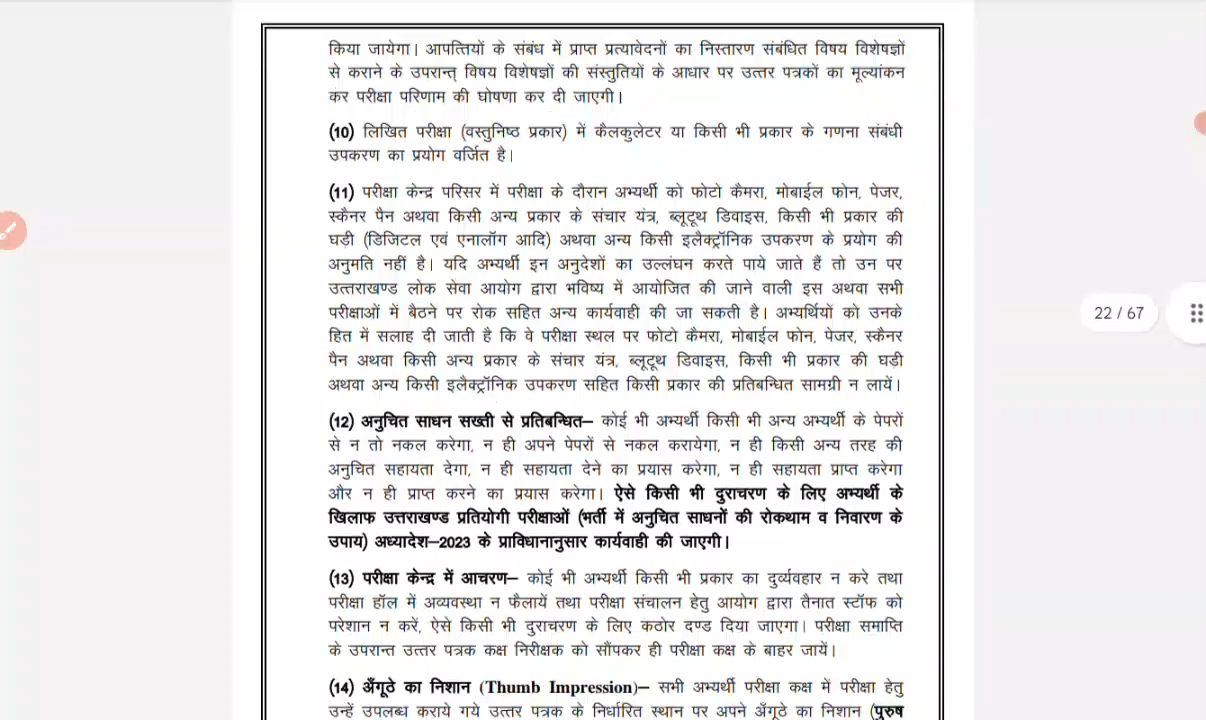 किया जायेगा। आपत्तियों के संबंध में प्राप्त प्रत्यावेदनों का निस्तारण संबंधित विषय विशेषज्ञों
से कराने के उपरान्त् विषय विशेषज्ञों की संस्तुतियों के आधार पर उत्तर पत्रकों का मूल्यांकन
कर परीक्षा परिणाम की घोषणा कर दी जाएगी।
(10) लिखित परीक्षा (वस्तुनिष्ठ प्रकार) में कैलकुलेटर या किसी भी प्रकार के गणना संबंधी
उपकरण का प्रयोग वर्जित है।
(11) परीक्षा केन्द्र परिसर में परीक्षा के दौरान अभ्यर्थी को फोटो कैमरा, मोबाईल फोन, पेजर,
स्कैनर पैन अथवा किसी अन्य प्रकार के संचार यंत्र, ब्लूटूथ डिवाइस, किसी भी प्रकार की
घड़ी (डिजिटल एवं एनालॉग आदि) अथवा अन्य किसी इलैक्ट्रॉनिक उपकरण के प्रयोग की
अनुमति नहीं है। यदि अभ्यर्थी इन अनुदेशों का उल्लंघन करते पाये जाते हैं तो उन पर
उत्तराखण्ड लोक सेवा आयोग द्वारा भविष्य में आयोजित की जाने वाली इस अथवा सभी
परीक्षाओं में बैठने पर रोक सहित अन्य कार्यवाही की जा सकती है। अभ्यर्थियों को उनके
हित में सलाह दी जाती है कि वे परीक्षा स्थल पर फोटो कैमरा, मोबाईल फोन, पेजर, स्कैनर
पैन अथवा किसी अन्य प्रकार के संचार यंत्र, ब्लूटूथ डिवाइस, किसी भी प्रकार की घड़ी
अथवा अन्य किसी इलैक्ट्रॉनिक उपकरण सहित किसी प्रकार की प्रतिबन्धित सामग्री न लायें।
(12) अनुचित साधन सख्ती से प्रतिबन्धित– कोई भी अभ्यर्थी किसी भी अन्य अभ्यर्थी के पेपरों
से न तो नकल करेगा, न ही अपने पेपरों से नकल करायेगा, न ही किसी अन्य तरह की
अनुचित सहायता देगा, न ही सहायता देने का प्रयास करेगा, न ही सहायता प्राप्त करेगा
और न ही प्राप्त करने का प्रयास करेगा। ऐसे किसी भी दुराचरण के लिए अभ्यर्थी के
खिलाफ उत्तराखण्ड प्रतियोगी परीक्षाओं (भर्ती में अनुचित साधनों की रोकथाम व निवारण के
उपाय) अध्यादेश–2023 के प्राविधानानुसार कार्यवाही की जाएगी।
(13) परीक्षा केन्द्र में आचरण– कोई भी अभ्यर्थी किसी भी प्रकार का दुर्व्यवहार न करे तथा
परीक्षा हॉल में अव्यवस्था न फैलायें तथा परीक्षा संचालन हेतु आयोग द्वारा तैनात स्टॉफ को
परेशान न करें, ऐसे किसी भी दुराचरण के लिए कठोर दण्ड दिया जाएगा। परीक्षा समाप्ति
के उपरान्त उत्तर पत्रक कक्ष निरीक्षक को सौंपकर ही परीक्षा कक्ष के बाहर जायें।
(14) अँगूठे का निशान (Thumb Impression)– सभी अभ्यर्थी परीक्षा कक्ष में परीक्षा हेतु
उन्हें उपलब्ध कराये गये उत्तर पत्रक के निर्धारित स्थान पर अपने अँगूठे का निशान (पुरुष
22 / 67